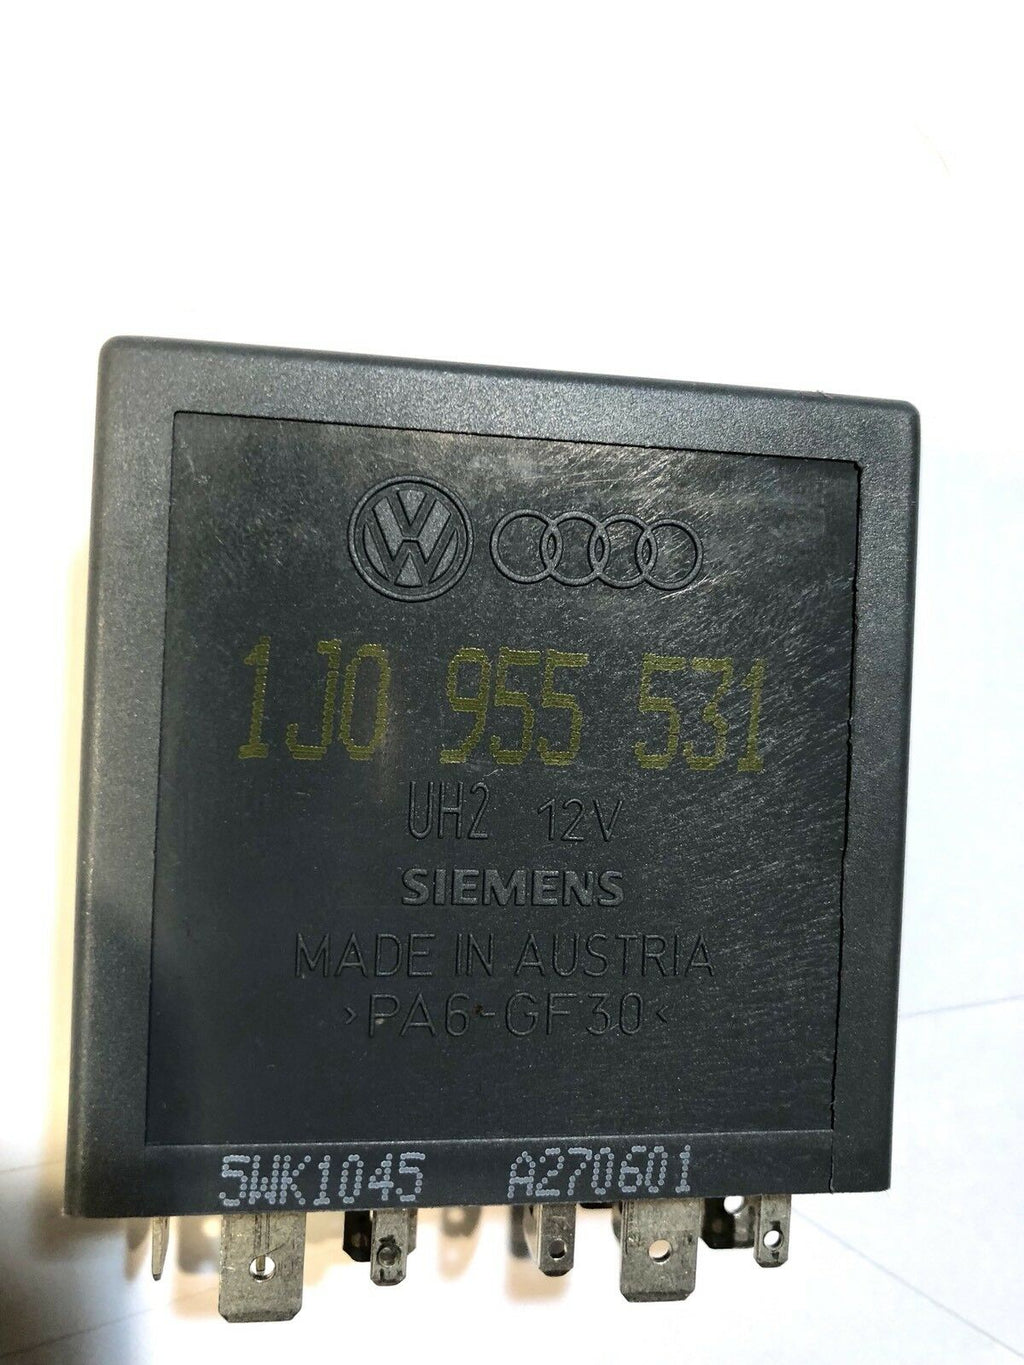 1J0 955 531
UH2 12V
SIEMENS
MADE IN AUSTRIA
>PA6-GF30<
5WK1045 A270601